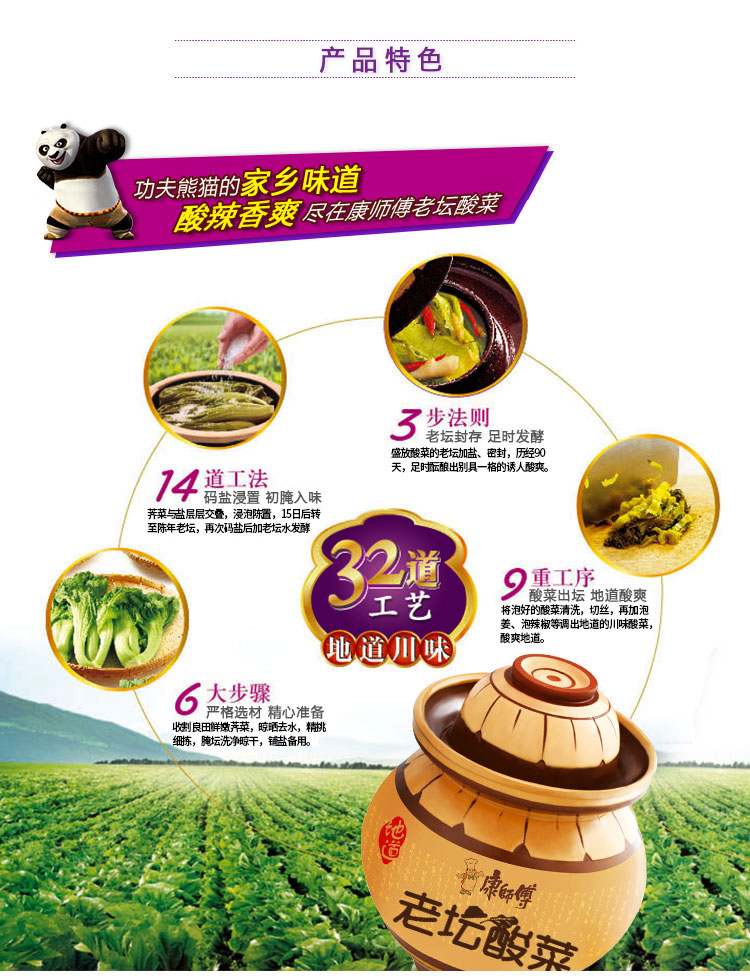 产品特色
功夫熊猫的家乡味道
酸辣香爽 尽在康师傅老坛酸菜
3 步法则
老坛封存 足时发酵
盛放酸菜的老坛加盐、密封，历经90
天，足时酝酿出别具一格的诱人酸爽。
14 道工法
码盐浸置 初腌入味
荠菜与盐层层交叠，浸泡陈置，15日后转
至陈年老坛，再次码盐后加老坛水发酵
32道
工艺
地道川味
9 重工序
酸菜出坛 地道酸爽
将泡好的酸菜清洗，切丝，再加泡
姜、泡辣椒等调出地道的川味酸菜，
酸爽地道。
6 大步骤
严格选材 精心准备
收割良田鲜嫩荠菜，晾晒去水，精挑
细拣，腌坛洗净晾干，铺盐备用。
地道
康師傅
老坛酸菜